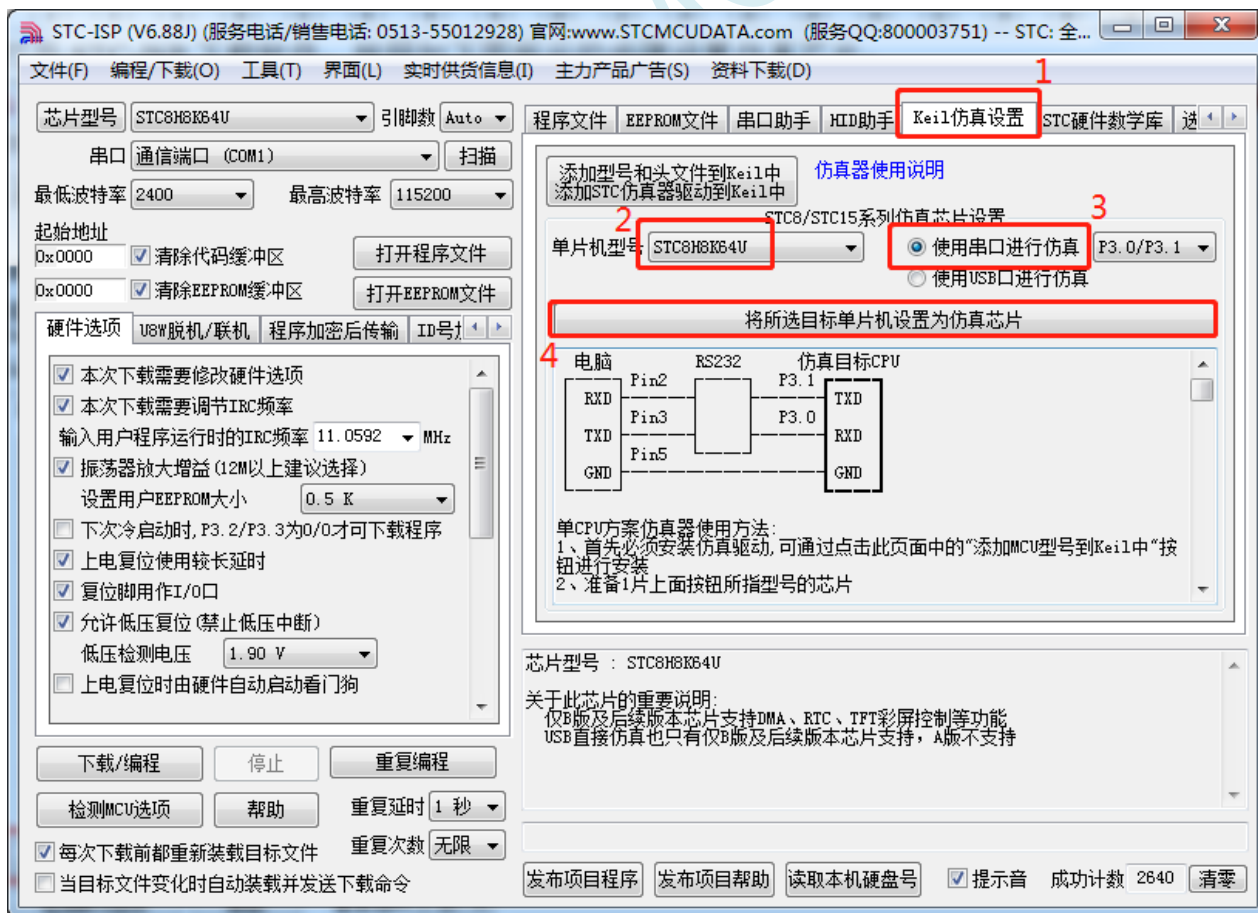 STC-ISP (V6.88J) (服务电话/销售电话: 0513-55012928) 官网:www.STCMCUDATA.com (服务QQ:800003751) -- STC: 全...
文件(F) 编程/下载(O) 工具(T) 界面(L) 实时供货信息(I) 主力产品广告(S) 资料下载(D)
1
芯片型号 STC8H8K64U 引脚数 Auto
串口 通信端口 (COM1) 扫描
最低波特率 2400 最高波特率 115200
起始地址
0x0000 清除代码缓冲区 打开程序文件
0x0000 清除EEPROM缓冲区 打开EEPROM文件
硬件选项 U8W脱机/联机 程序加密后传输 ID号
本次下载需要修改硬件选项
本次下载需要调节IRC频率
输入用户程序运行时的IRC频率 11.0592 MHz
振荡器放大增益(12M以上建议选择)
设置用户EEPROM大小 0.5 K
下次冷启动时,P3.2/P3.3为0/0才可下载程序
上电复位使用较长延时
复位脚用作I/O口
允许低压复位(禁止低压中断)
低压检测电压 1.90 V
上电复位时由硬件自动启动看门狗
下载/编程 停止 重复编程
检测MCU选项 帮助 重复延时 1 秒
重复次数 无限
每次下载前都重新装载目标文件
当目标文件变化时自动装载并发送下载命令
程序文件 EEPROM文件 串口助手 HID助手 Keil仿真设置 STC硬件数学库 选
添加型号和头文件到Keil中
添加STC仿真器驱动到Keil中
仿真器使用说明
STC8/STC15系列仿真芯片设置
2 3
单片机型号 STC8H8K64U 使用串口进行仿真 P3.0/P3.1
使用USB口进行仿真
将所选目标单片机设置为仿真芯片
4
电脑 RS232 仿真目标CPU
Pin2 P3.1
RXD TXD
Pin3 P3.0
TXD RXD
Pin5
GND GND
单CPU方案仿真器使用方法:
1、首先必须安装仿真驱动,可通过点击此页面中的"添加MCU型号到Keil中"按
钮进行安装
2、准备1片上面按钮所指型号的芯片
芯片型号 : STC8H8K64U
关于此芯片的重要说明:
仅B版及后续版本芯片支持DMA、RTC、TFT彩屏控制等功能
USB直接仿真也只有仅B版及后续版本芯片支持，A版不支持
发布项目程序 发布项目帮助 读取本机硬盘号 提示音 成功计数 2640 清零